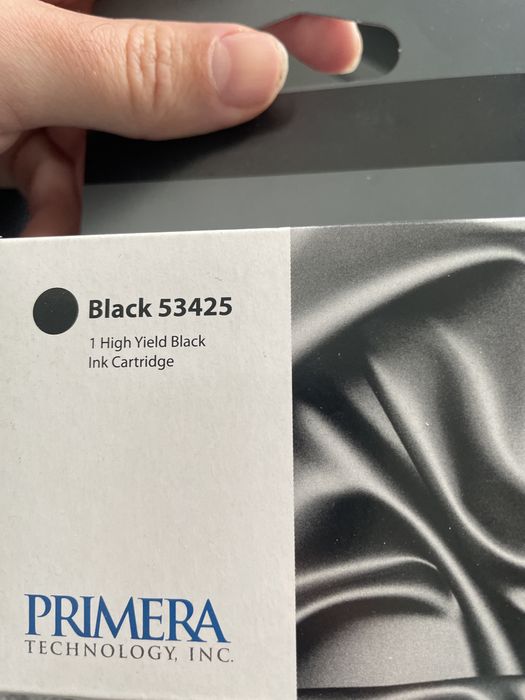 Black 53425
1 High Yield Black
Ink Cartridge
PRIMERA
TECHNOLOGY, INC.